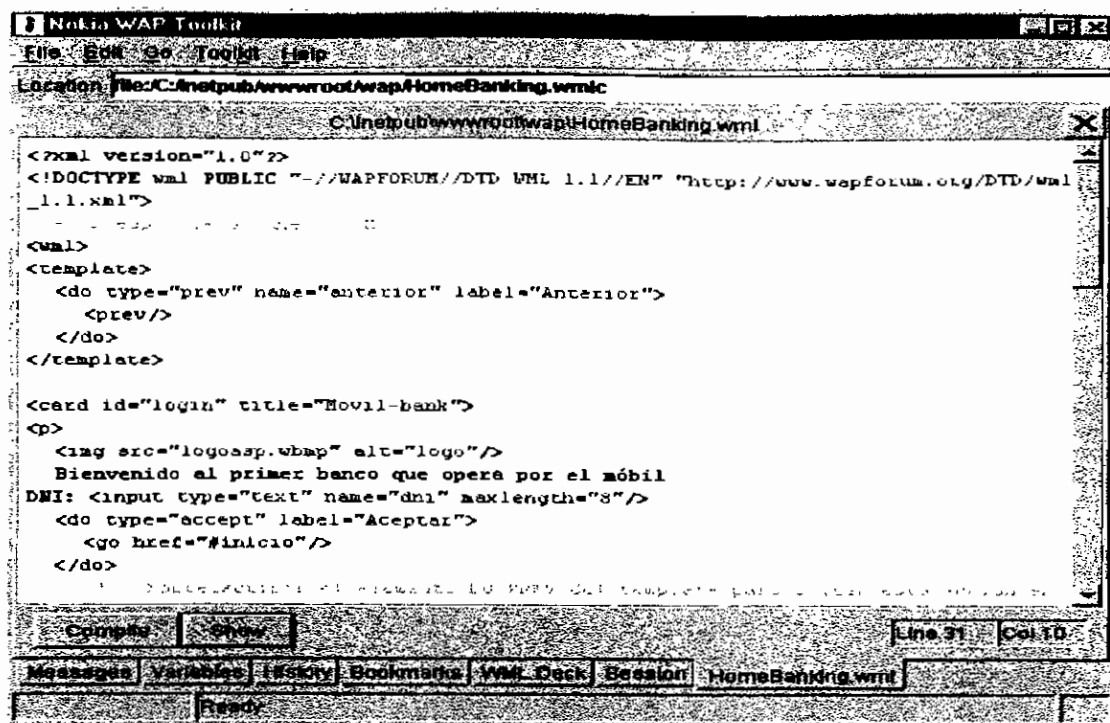 Nokia WAP Toolkit
File Edit Go Toolkit Help
Location file:/C:/Inetpub/wwwroot/wap/HomeBanking.wmlc
C:\Inetpub\wwwroot\wap\HomeBanking.wml
<?xml version="1.0"?>
<!DOCTYPE wml PUBLIC "-//WAPFORUM//DTD WML 1.1//EN" "http://www.wapforum.org/DTD/wml
_1.1.xml">
<wml>
<template>
<do type="prev" name="anterior" label="Anterior">
<prev/>
</do>
</template>
<card id="login" title="Movil-bank">
<p>
<img src="logoasp.wbmp" alt="logo"/>
Bienvenido al primer banco que opera por el móbil
DNI: <input type="text" name="dni" maxlength="8"/>
<do type="accept" label="Aceptar">
<go href="#inicio"/>
</do>
del template para
Compile Show Line 31 Col 10
Messages Variables History Bookmarks WML Deck Session HomeBanking.wml
Ready